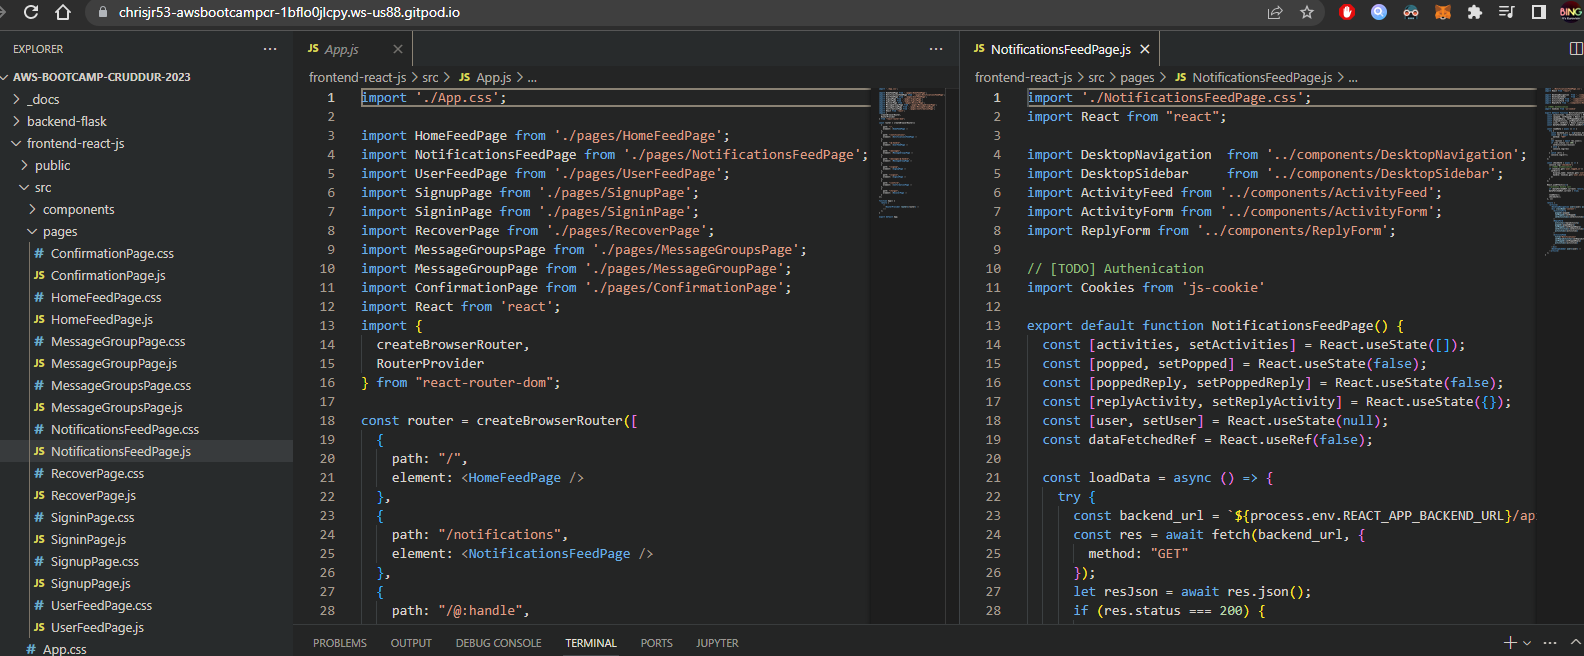 chrisjr53-awsbootcampcr-1bflo0jlcpy.ws-us88.gitpod.io
EXPLORER
AWS-BOOTCAMP-CRUDDUR-2023
_docs
backend-flask
frontend-react-js
public
src
components
pages
# ConfirmationPage.css
JS ConfirmationPage.js
# HomeFeedPage.css
JS HomeFeedPage.js
# MessageGroupPage.css
JS MessageGroupPage.js
# MessageGroupsPage.css
JS MessageGroupsPage.js
# NotificationsFeedPage.css
JS NotificationsFeedPage.js
# RecoverPage.css
JS RecoverPage.js
# SigninPage.css
JS SigninPage.js
# SignupPage.css
JS SignupPage.js
# UserFeedPage.css
JS UserFeedPage.js
# App.css
JS App.js
frontend-react-js > src > JS App.js > ...
1 import './App.css';
2
3 import HomeFeedPage from './pages/HomeFeedPage';
4 import NotificationsFeedPage from './pages/NotificationsFeedPage';
5 import UserFeedPage from './pages/UserFeedPage';
6 import SignupPage from './pages/SignupPage';
7 import SigninPage from './pages/SigninPage';
8 import RecoverPage from './pages/RecoverPage';
9 import MessageGroupsPage from './pages/MessageGroupsPage';
10 import MessageGroupPage from './pages/MessageGroupPage';
11 import ConfirmationPage from './pages/ConfirmationPage';
12 import React from 'react';
13 import {
14 createBrowserRouter,
15 RouterProvider
16 } from "react-router-dom";
17
18 const router = createBrowserRouter([
19 {
20 path: "/",
21 element: <HomeFeedPage />
22 },
23 {
24 path: "/notifications",
25 element: <NotificationsFeedPage />
26 },
27 {
28 path: "/@:handle",
JS NotificationsFeedPage.js
frontend-react-js > src > pages > JS NotificationsFeedPage.js > ...
1 import './NotificationsFeedPage.css';
2 import React from "react";
3
4 import DesktopNavigation  from '../components/DesktopNavigation';
5 import DesktopSidebar     from '../components/DesktopSidebar';
6 import ActivityFeed from '../components/ActivityFeed';
7 import ActivityForm from '../components/ActivityForm';
8 import ReplyForm from '../components/ReplyForm';
9
10 // [TODO] Authenication
11 import Cookies from 'js-cookie'
12
13 export default function NotificationsFeedPage() {
14 const [activities, setActivities] = React.useState([]);
15 const [popped, setPopped] = React.useState(false);
16 const [poppedReply, setPoppedReply] = React.useState(false);
17 const [replyActivity, setReplyActivity] = React.useState({});
18 const [user, setUser] = React.useState(null);
19 const dataFetchedRef = React.useRef(false);
20
21 const loadData = async () => {
22 try {
23 const backend_url = `${process.env.REACT_APP_BACKEND_URL}/ap
24 const res = await fetch(backend_url, {
25 method: "GET"
26 });
27 let resJson = await res.json();
28 if (res.status === 200) {
PROBLEMS OUTPUT DEBUG CONSOLE TERMINAL PORTS JUPYTER